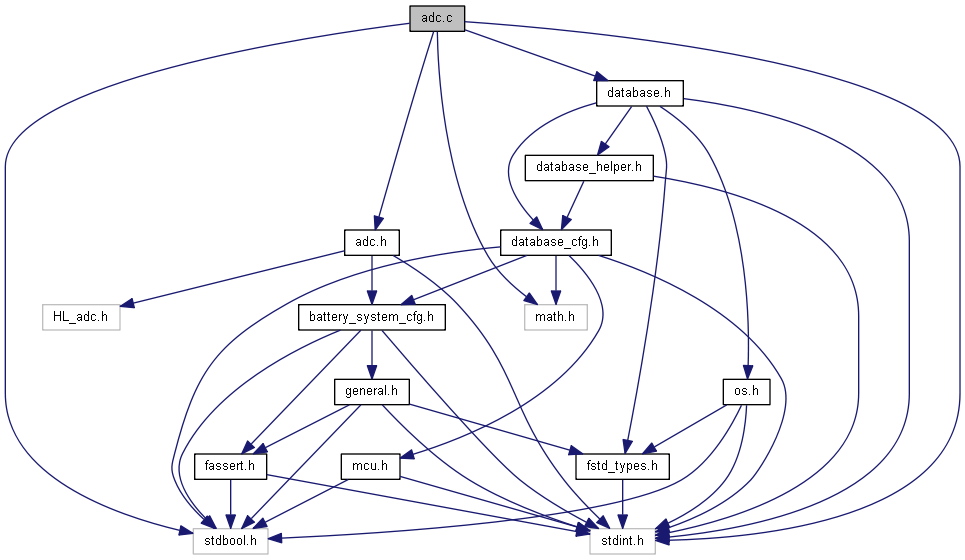 adc.c
database.h
database_helper.h
adc.h
database_cfg.h
HL_adc.h
battery_system_cfg.h
math.h
general.h
os.h
fassert.h
mcu.h
fstd_types.h
stdbool.h
stdint.h